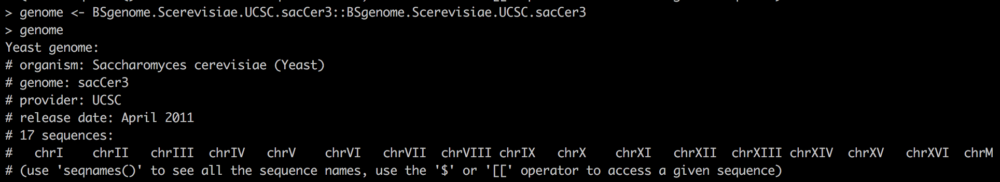 > genome <- BSgenome.Scerevisiae.UCSC.sacCer3::BSgenome.Scerevisiae.UCSC.sacCer3
> genome
Yeast genome:
# organism: Saccharomyces cerevisiae (Yeast)
# genome: sacCer3
# provider: UCSC
# release date: April 2011
# 17 sequences:
#   chrI    chrII   chrIII  chrIV   chrV    chrVI   chrVII  chrVIII chrIX   chrX    chrXI   chrXII  chrXIII chrXIV  chrXV   chrXVI  chrM
# (use 'seqnames()' to see all the sequence names, use the '$' or '[[' operator to access a given sequence)